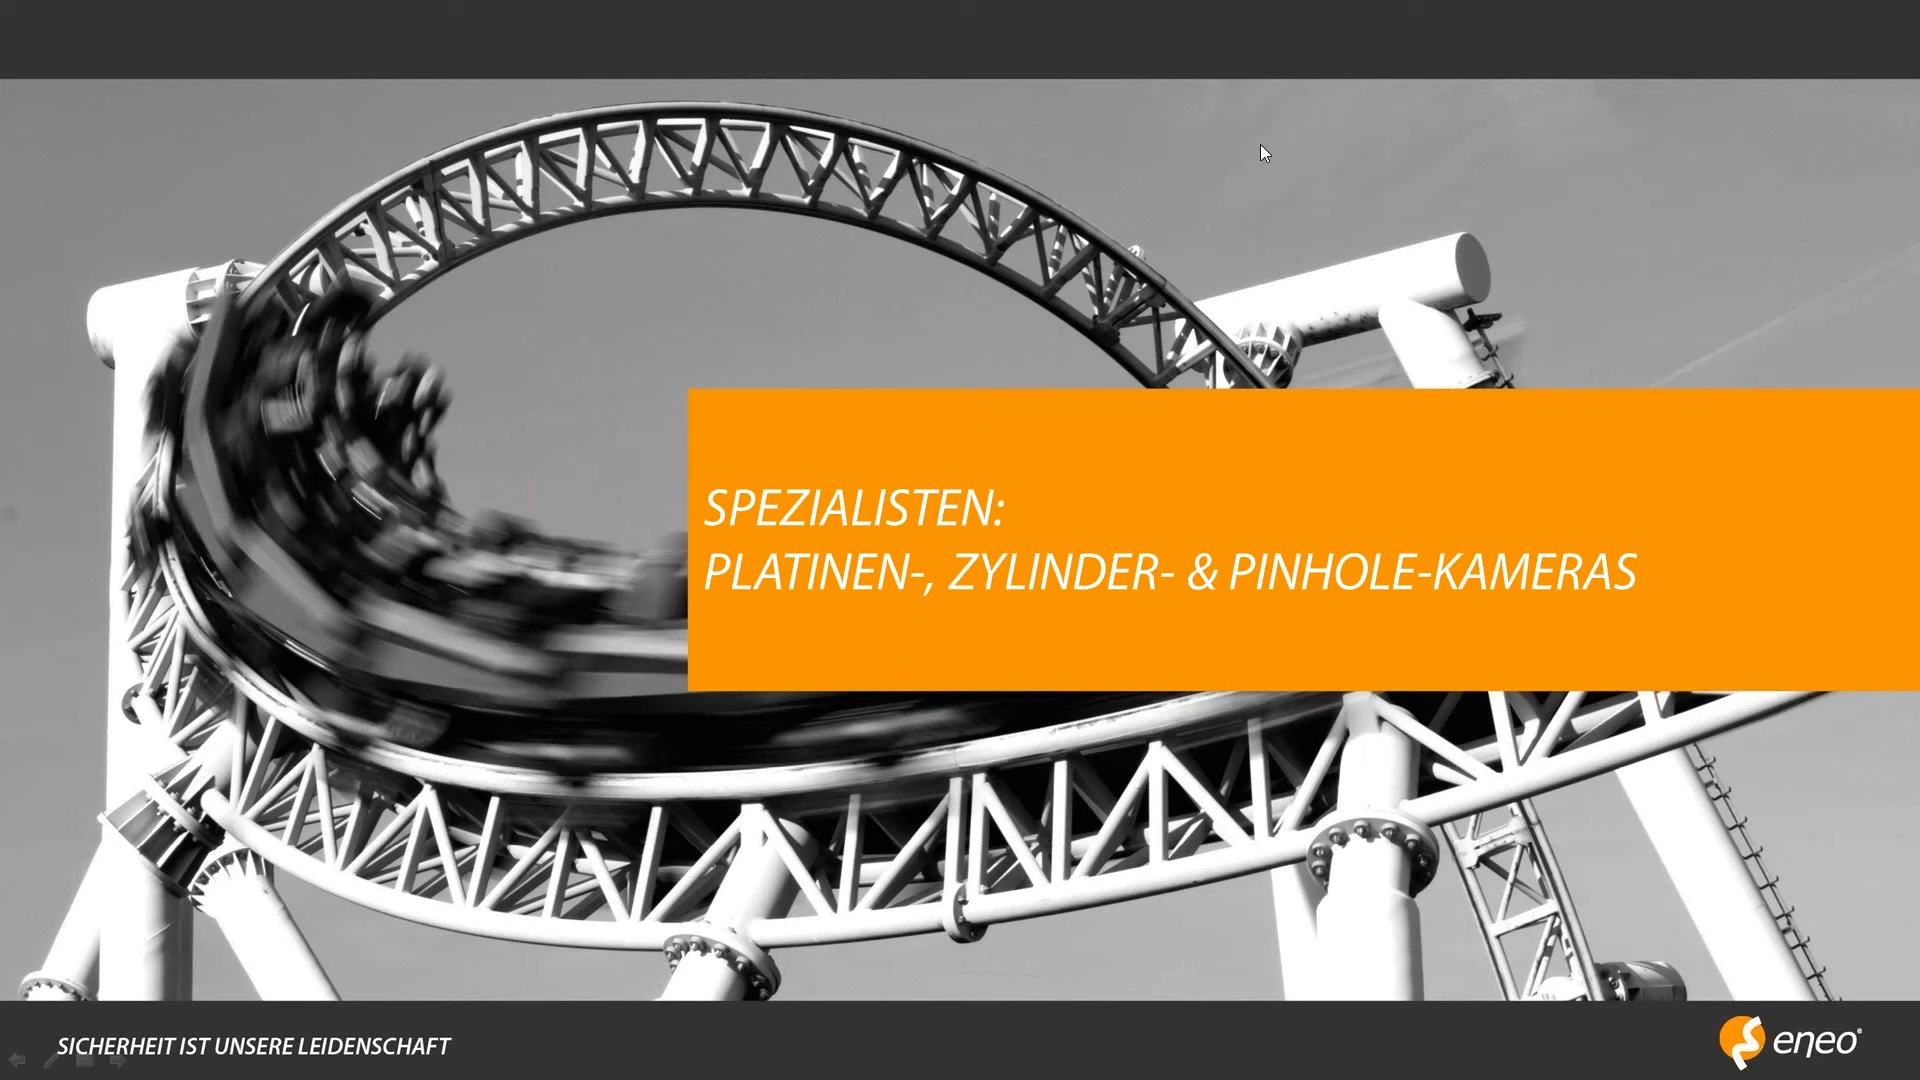 SPEZIALISTEN:
PLATINEN-, ZYLINDER- & PINHOLE-KAMERAS
SICHERHEIT IST UNSERE LEIDENSCHAFT
eneo®